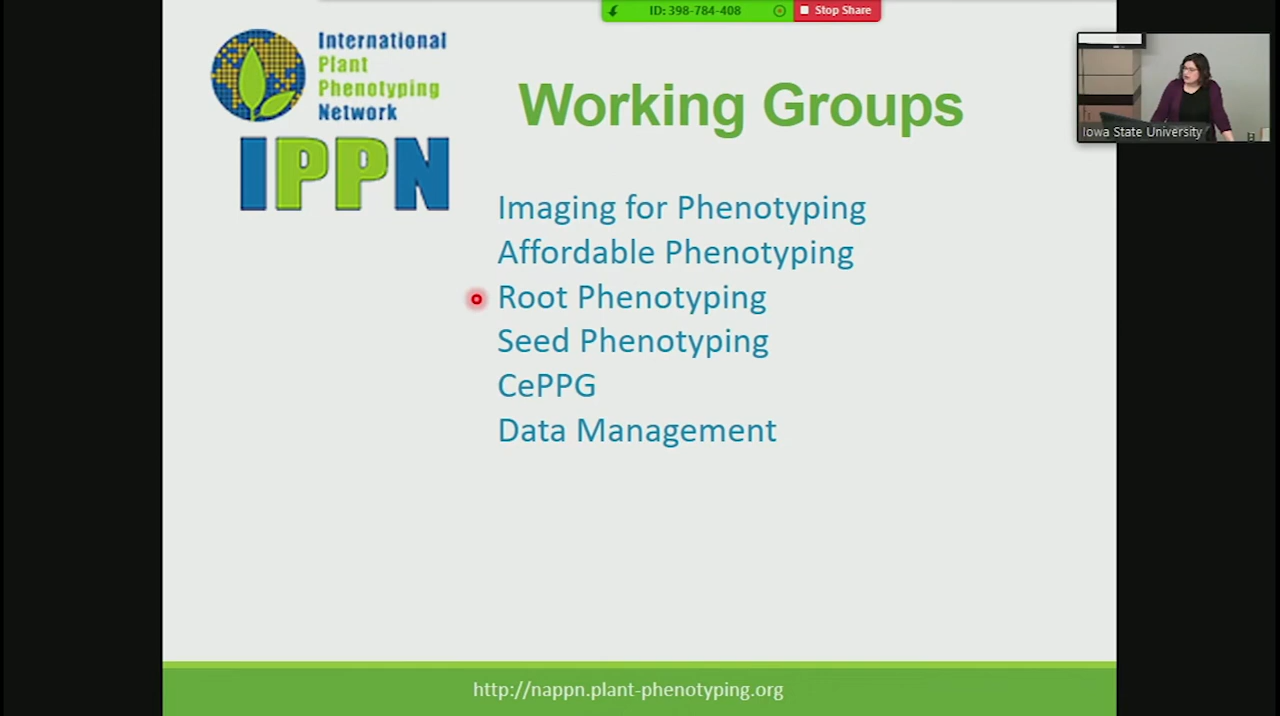 ID: 398-784-408
Stop Share
International
Plant
Phenotyping
Network
IPPN
Working Groups
Iowa State University
Imaging for Phenotyping
Affordable Phenotyping
Root Phenotyping
Seed Phenotyping
CePPG
Data Management
http://nappn.plant-phenotyping.org